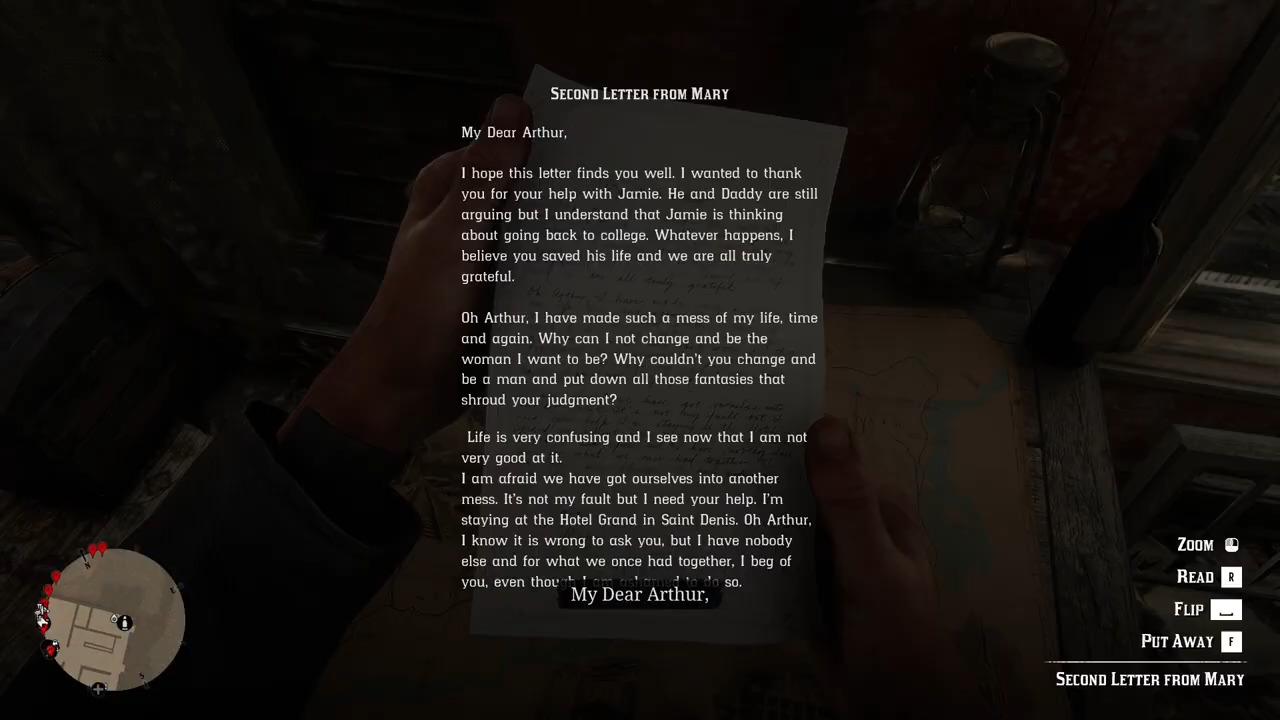 Second Letter from Mary
My Dear Arthur,
I hope this letter finds you well. I wanted to thank
you for your help with Jamie. He and Daddy are still
arguing but I understand that Jamie is thinking
about going back to college. Whatever happens, I
believe you saved his life and we are all truly
grateful.
Oh Arthur, I have made such a mess of my life, time
and again. Why can I not change and be the
woman I want to be? Why couldn't you change and
be a man and put down all those fantasies that
shroud your judgment?
Life is very confusing and I see now that I am not
very good at it.
I am afraid we have got ourselves into another
mess. It's not my fault but I need your help. I'm
staying at the Hotel Grand in Saint Denis. Oh Arthur,
I know it is wrong to ask you, but I have nobody
else and for what we once had together, I beg of
you, even though I am ashamed to do so.
My Dear Arthur,
Zoom
Read R
Flip
Put Away F
Second Letter from Mary